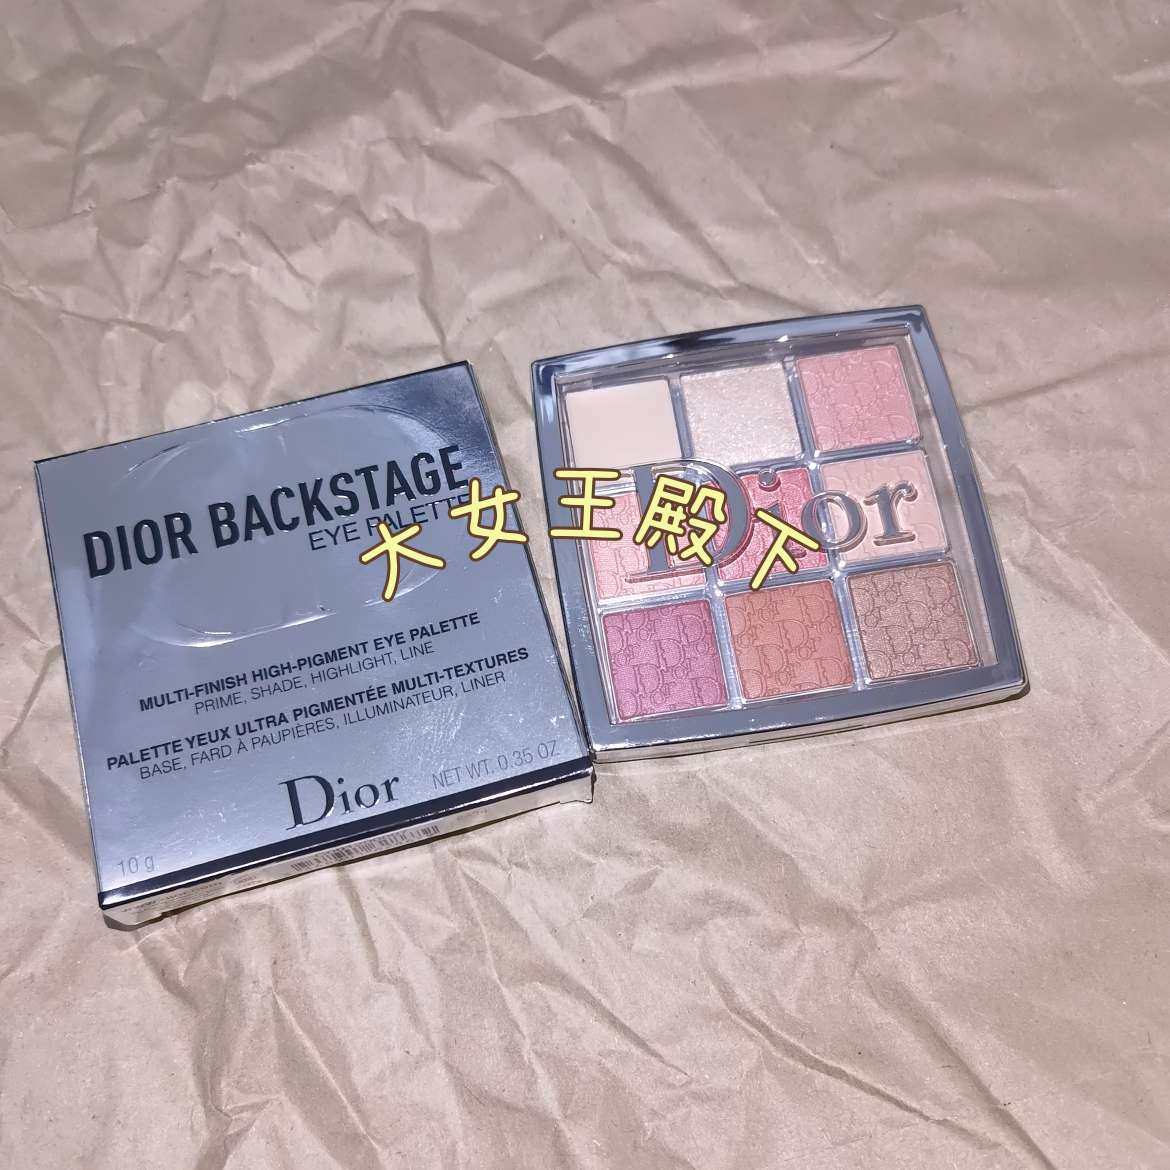 DIOR BACKSTAGE
EYE PALETTE
MULTI-FINISH HIGH-PIGMENT EYE PALETTE
PRIME, SHADE, HIGHLIGHT, LINE
PALETTE YEUX ULTRA PIGMENTÉE MULTI-TEXTURES
BASE, FARD À PAUPIÈRES, ILLUMINATEUR, LINER
Dior
NET WT. 0.35 OZ
10 g
大女王殿下
Dior